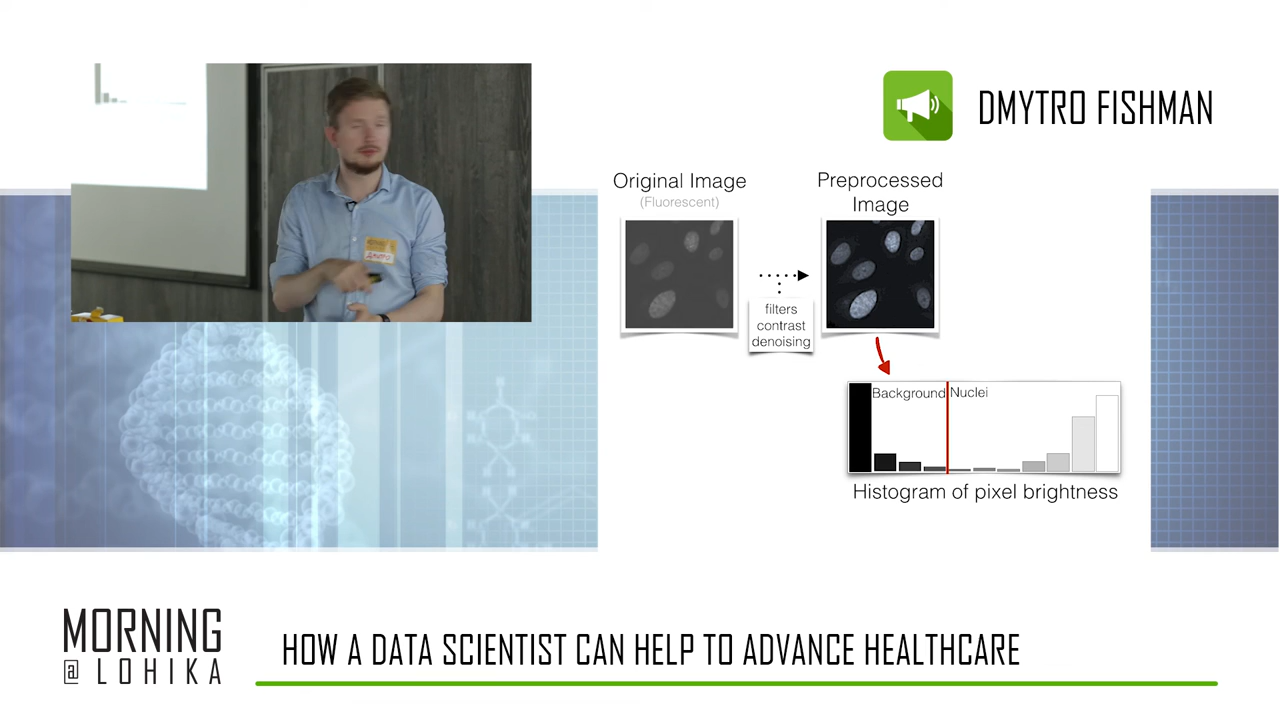 DMYTRO FISHMAN
Original Image
(Fluorescent)
Preprocessed
Image
filters
contrast
denoising
Background
Nuclei
Histogram of pixel brightness
MORNING
@ LOHIKA
HOW A DATA SCIENTIST CAN HELP TO ADVANCE HEALTHCARE